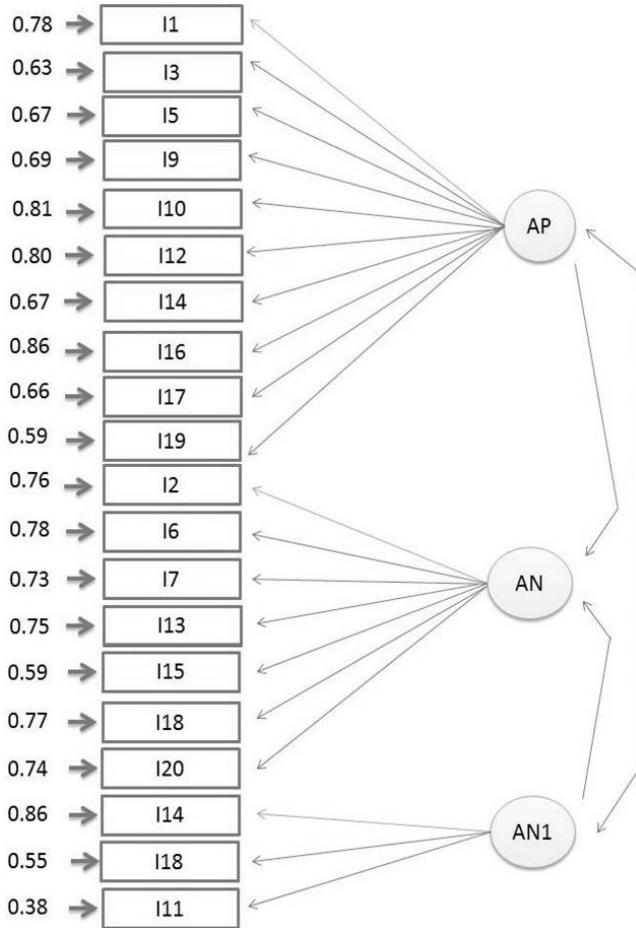 0.78 I1
0.63 I3
0.67 I5
0.69 I9
0.81 I10
AP
0.80 I12
0.67 I14
0.86 I16
0.66 I17
0.59 I19
0.76 I2
0.78 I6
0.73 I7
AN
0.75 I13
0.59 I15
0.77 I18
0.74 I20
0.86 I14
AN1
0.55 I18
0.38 I11